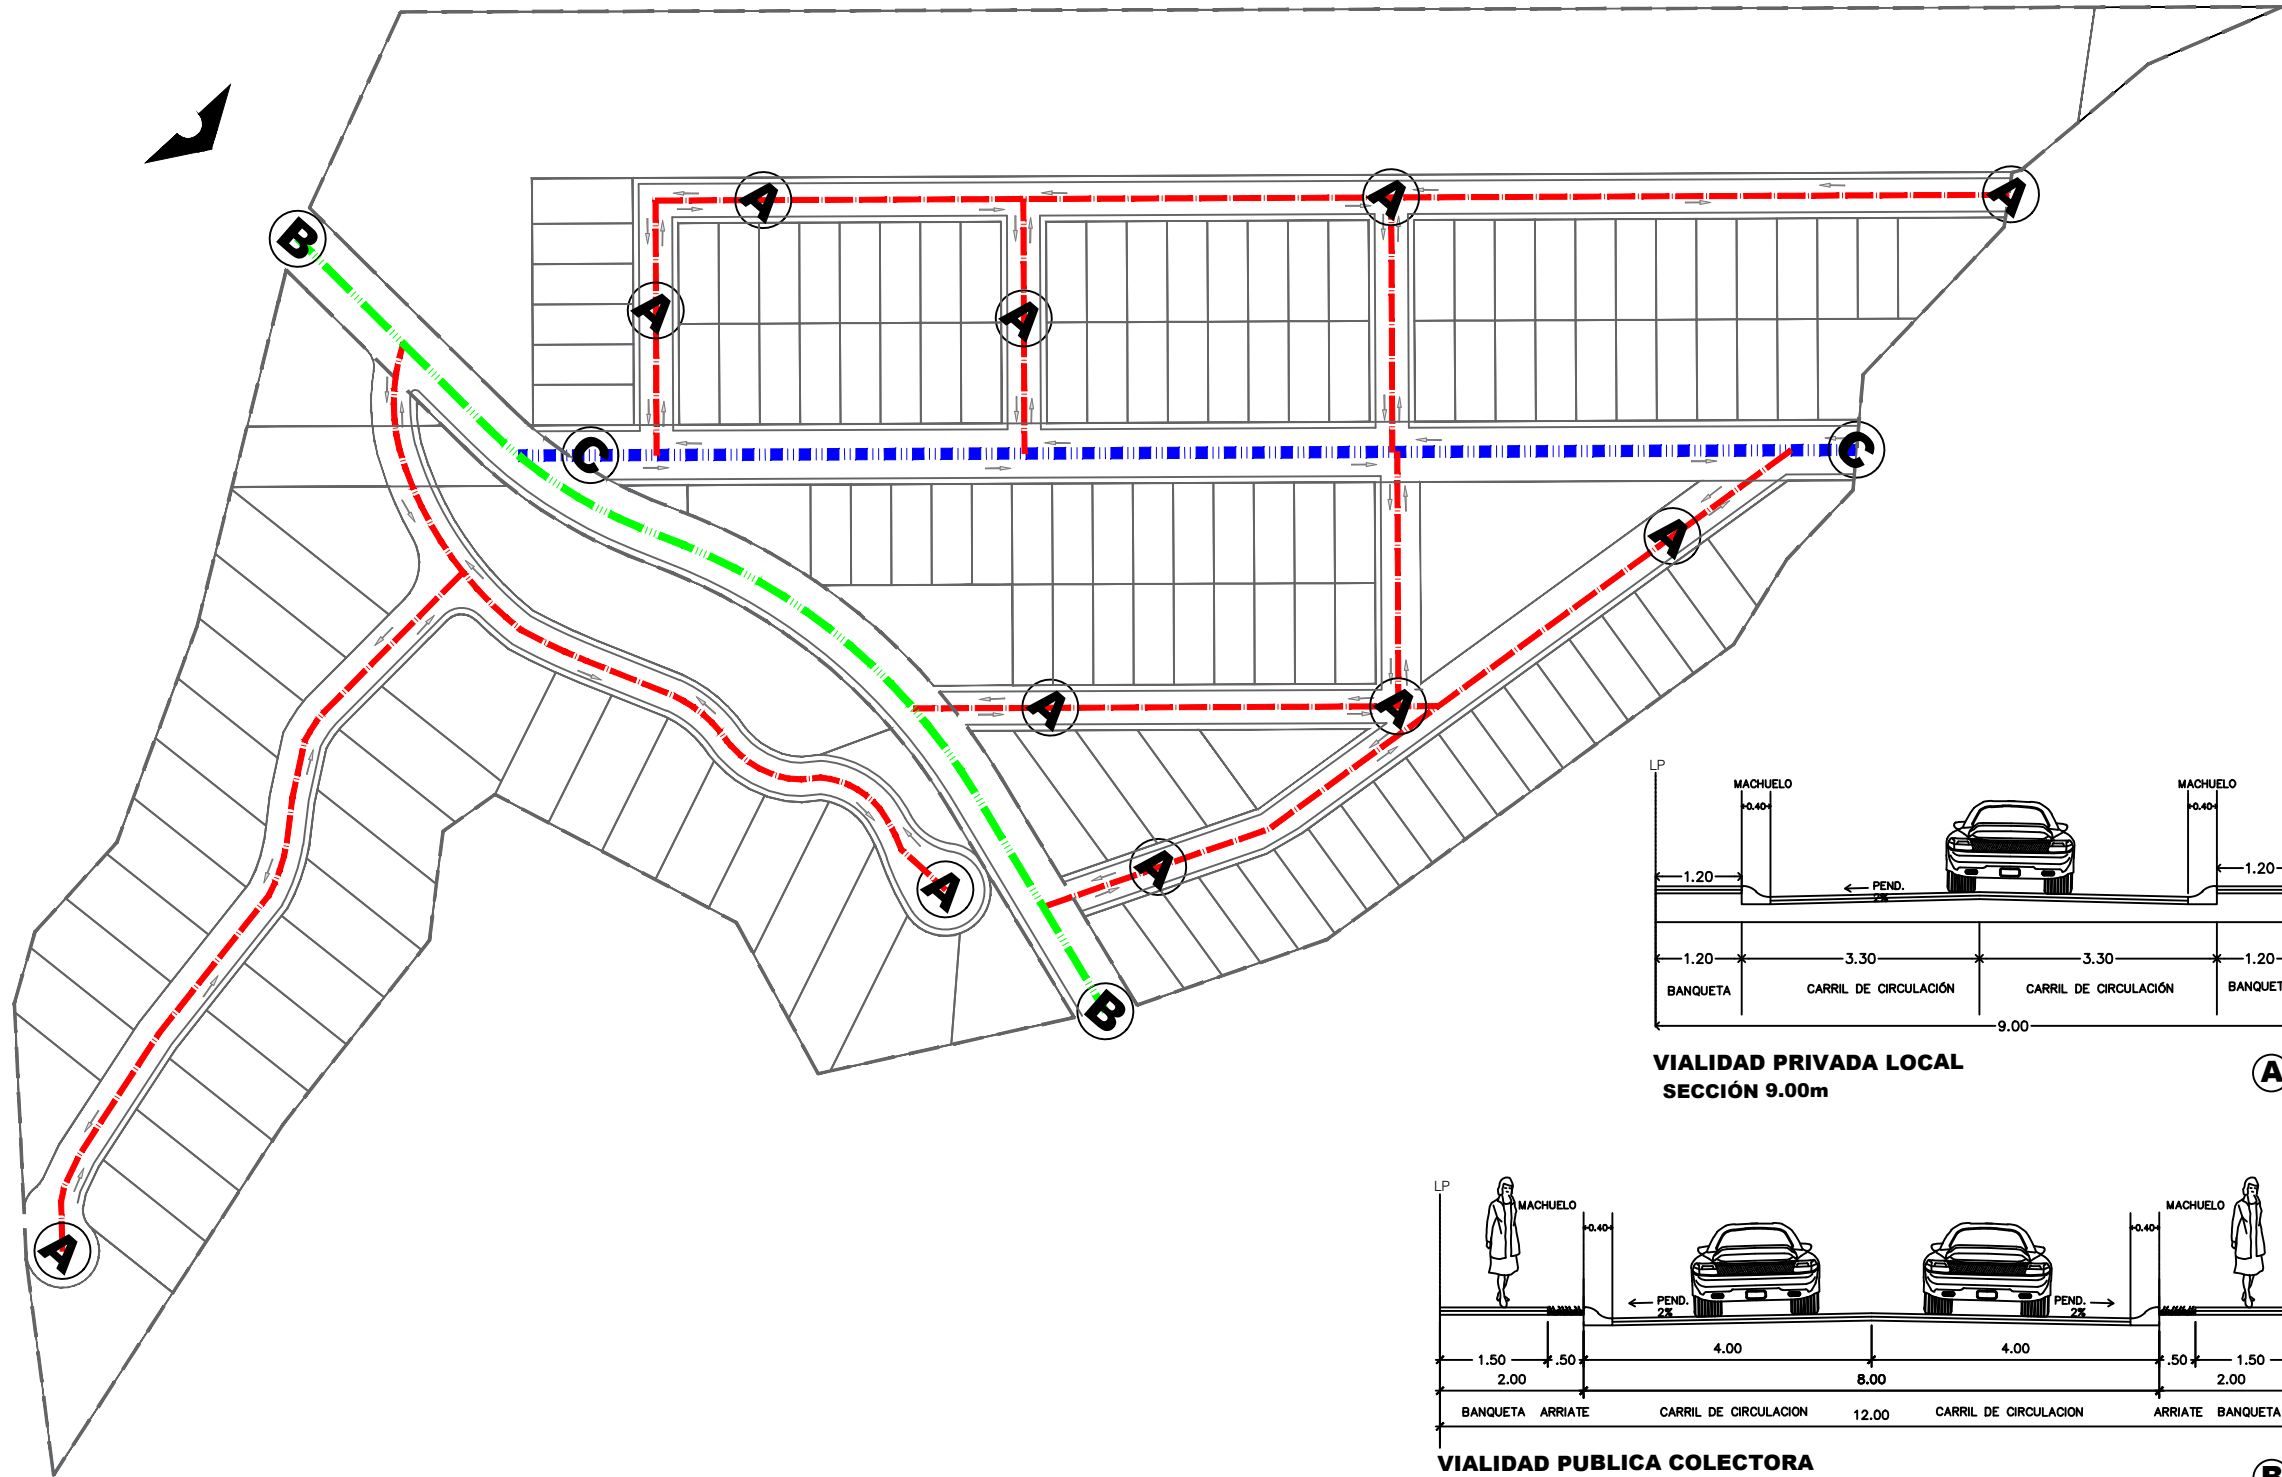 A
A
A
B
A
A
C
C
A
A
A
A
A
B
A
LP
MACHUELO
MACHUELO
0.40
0.40
1.20
1.20
PEND.
2%
1.20
3.30
3.30
1.20
BANQUETA
CARRIL DE CIRCULACIÓN
CARRIL DE CIRCULACIÓN
BANQUET
9.00
VIALIDAD PRIVADA LOCAL
SECCIÓN 9.00m
A
LP
MACHUELO
MACHUELO
0.40
0.40
PEND.
2%
PEND.
2%
4.00
4.00
1.50
.50
.50
1.50
2.00
8.00
2.00
BANQUETA
ARRIATE
CARRIL DE CIRCULACION
12.00
CARRIL DE CIRCULACION
ARRIATE
BANQUETA
VIALIDAD PUBLICA COLECTORA
B